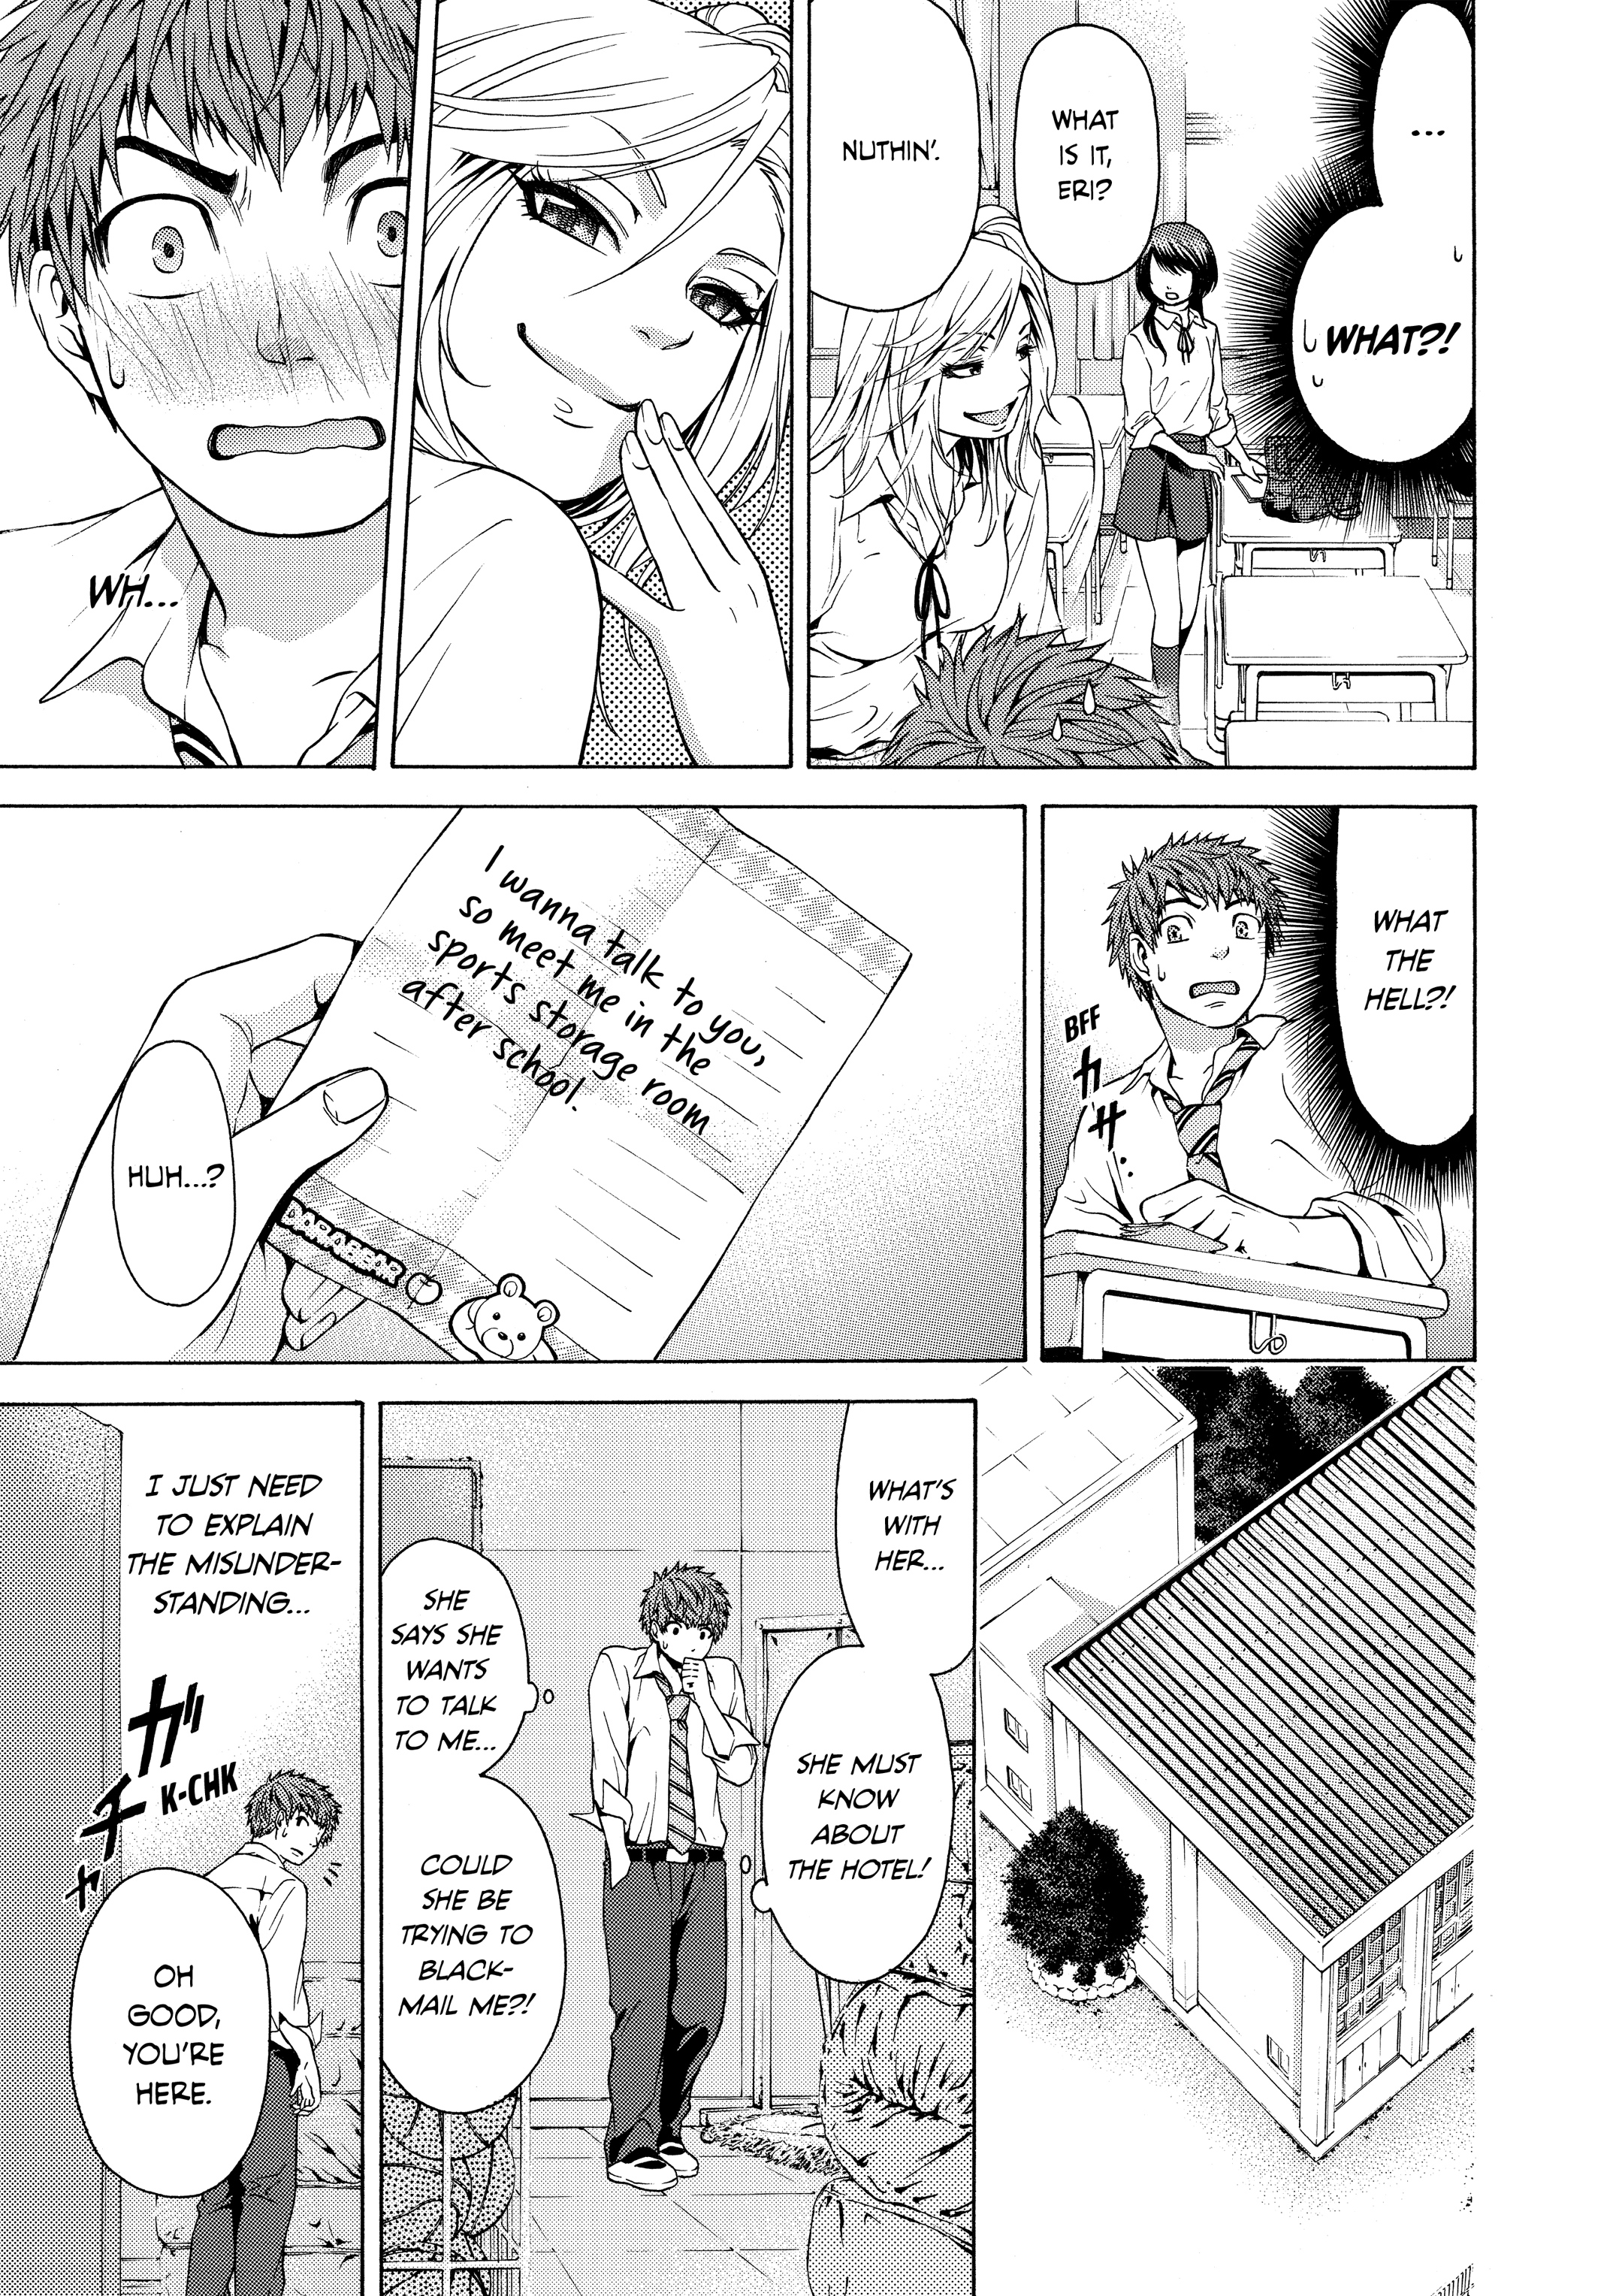 ...
WHAT?!
WHAT
IS IT,
ERI?
NUTHIN'.
WH...
WHAT
THE
HELL?!
BFF
カ
サ
I wanna talk to you,
so meet me in the
sports storage room
after school.
DARABEAR
HUH...?
WHAT'S
WITH
HER...
SHE MUST
KNOW
ABOUT
THE HOTEL!
SHE
SAYS SHE
WANTS
TO TALK
TO ME...
COULD
SHE BE
TRYING TO
BLACK-
MAIL ME?!
I JUST NEED
TO EXPLAIN
THE MISUNDER-
STANDING...
ガチャ
K-CHK
OH
GOOD,
YOU'RE
HERE.